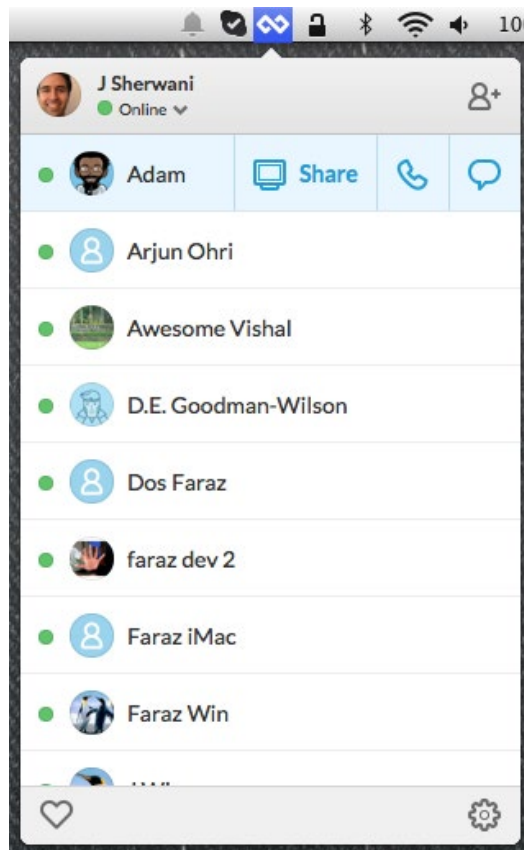 10
J Sherwani
Online
Adam
Share
Arjun Ohri
Awesome Vishal
D.E. Goodman-Wilson
Dos Faraz
faraz dev 2
Faraz iMac
Faraz Win